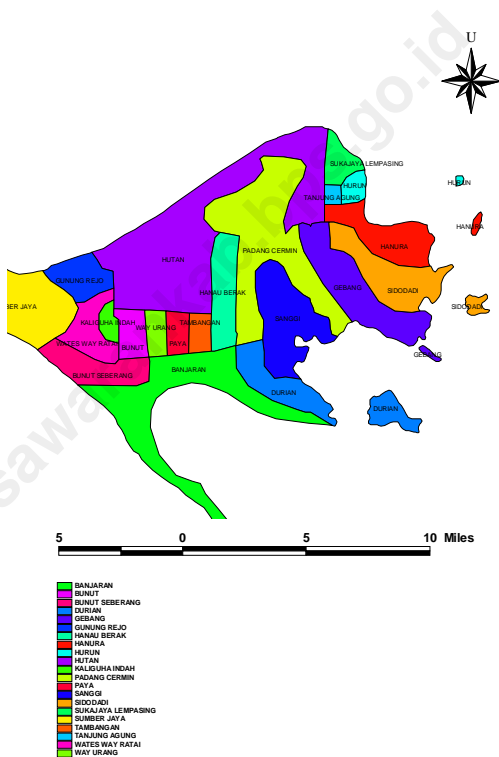 U
SUKAJAYA LEMPASING
HURUN
HURUN
TANJUNG AGUNG
HANURA
HANURA
PADANG CERMIN
HUTAN
GUNUNG REJO
GEBANG
SIDODADI
HANAU BERAK
BER JAYA
SIDODADI
SANGGI
KALIGUHA INDAH
WAY URANG
TAMBANGAN
WATES WAY RATAI
BUNUT
PAYA
GEBANG
BANJARAN
BUNUT SEBERANG
DURIAN
DURIAN
5 0 5 10 Miles
BANJARAN
BUNUT
BUNUT SEBERANG
DURIAN
GEBANG
GUNUNG REJO
HANAU BERAK
HANURA
HURUN
HUTAN
KALIGUHA INDAH
PADANG CERMIN
PAYA
SANGGI
SIDODADI
SUKAJAYA LEMPASING
SUMBER JAYA
TAMBANGAN
TANJUNG AGUNG
WATES WAY RATAI
WAY URANG